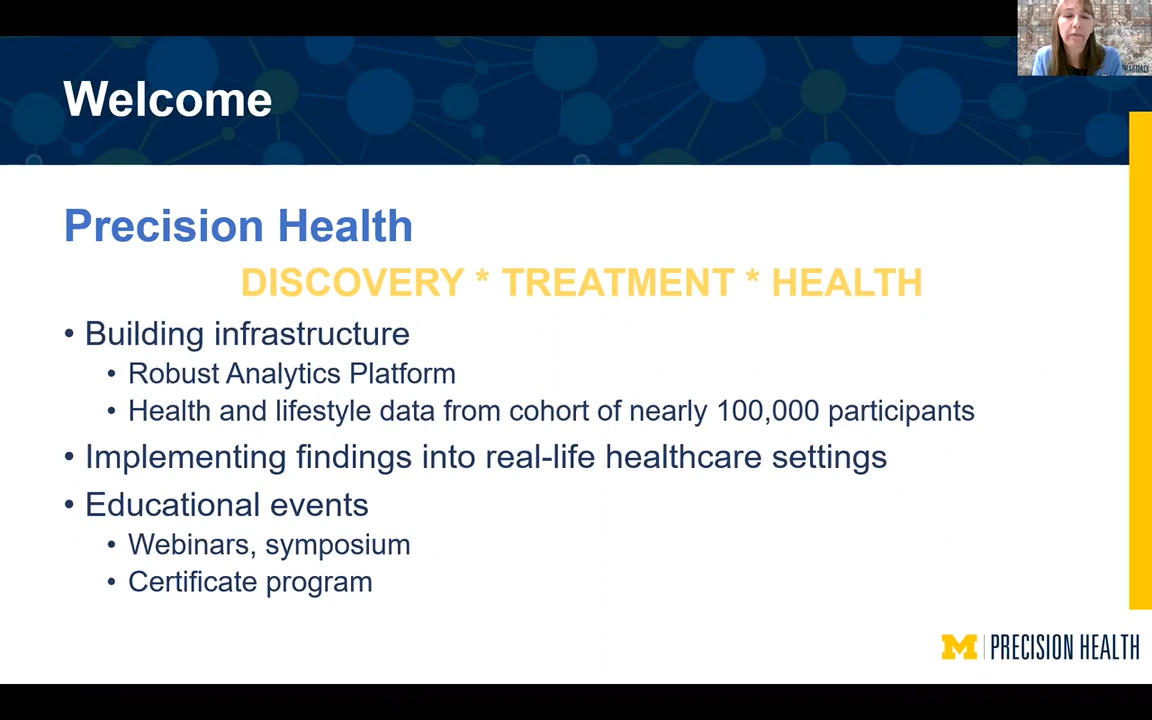 Welcome
Precision Health
DISCOVERY * TREATMENT * HEALTH
• Building infrastructure
• Robust Analytics Platform
• Health and lifestyle data from cohort of nearly 100,000 participants
• Implementing findings into real-life healthcare settings
• Educational events
• Webinars, symposium
• Certificate program
M | PRECISION HEALTH